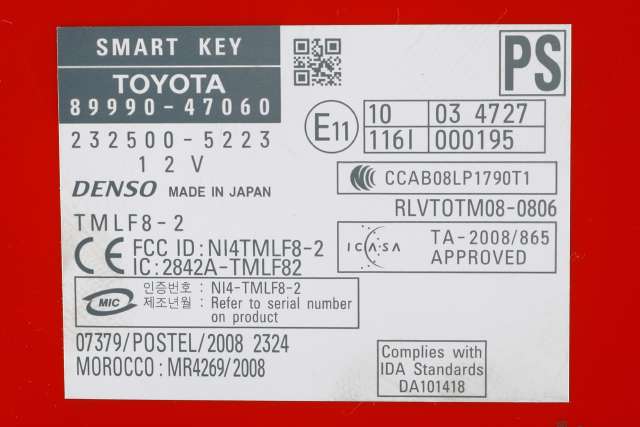 SMART KEY
TOYOTA
89990-47060
232500-5223
12V
DENSO MADE IN JAPAN
TMLF8-2
CE FCC ID:NI4TMLF8-2
IC:2842A-TMLF82
MIC
인증번호: NI4-TMLF8-2
제조년월: Refer to serial number
on product
07379/POSTEL/2008 2324
MOROCCO:MR4269/2008
PS
E11
10 03 4727
116I 000195
CCAB08LP1790T1
RLVTOTM08-0806
ICASA
TA-2008/865
APPROVED
Complies with
IDA Standards
DA101418